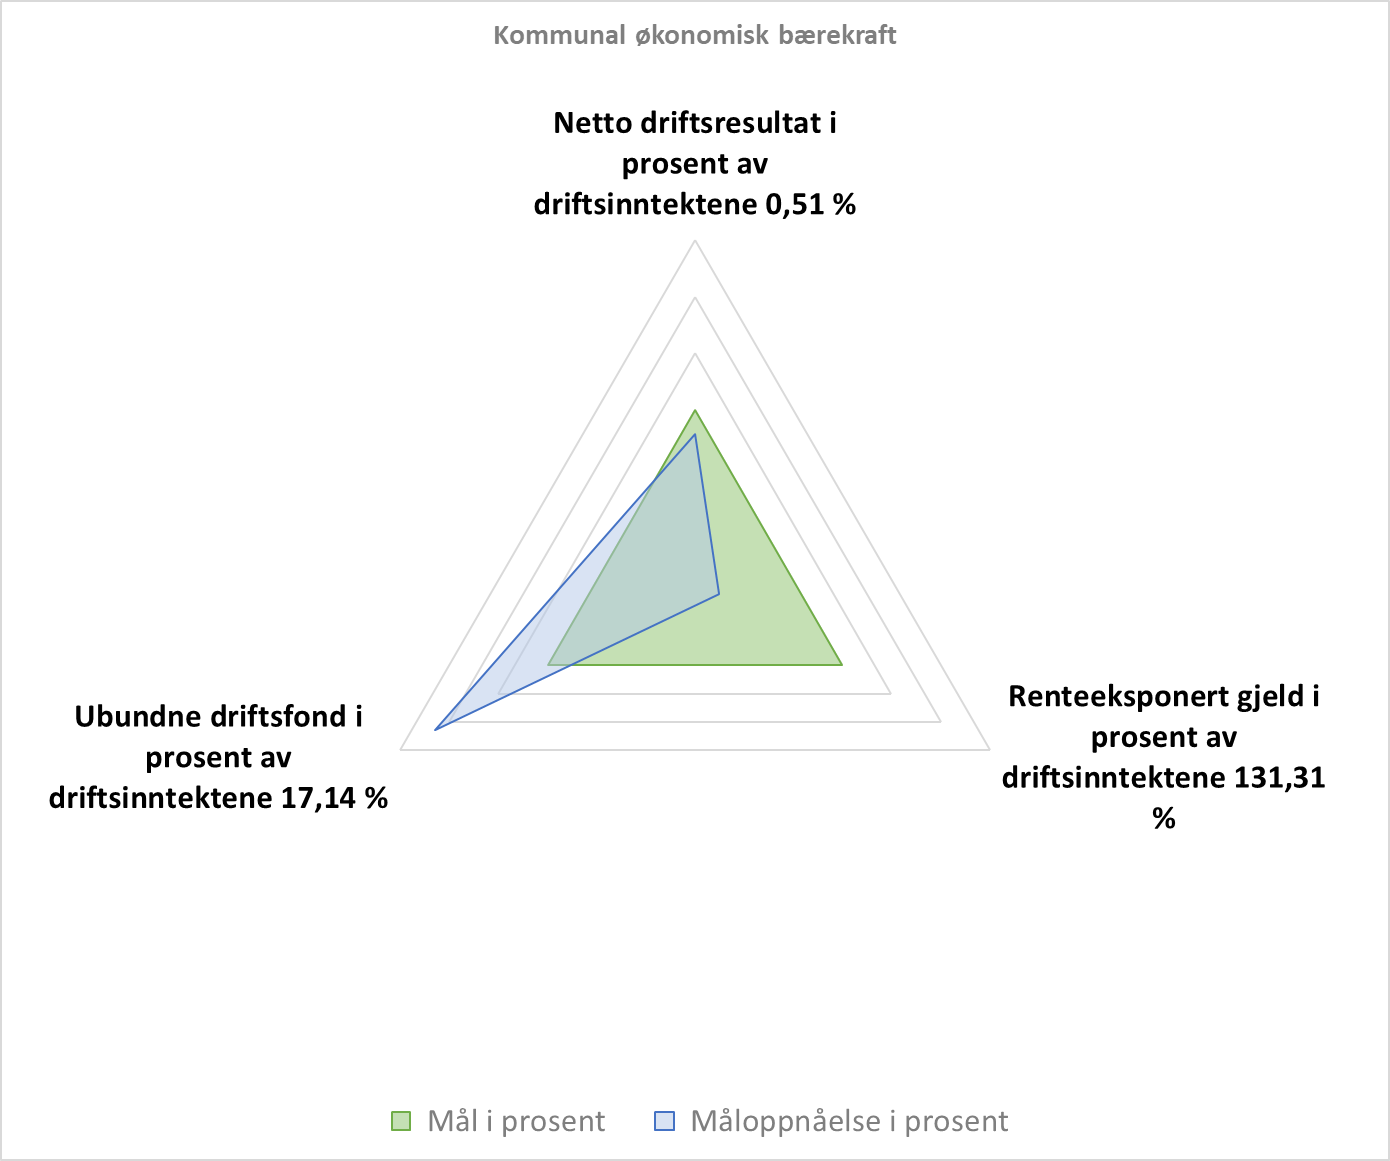 Kommunal økonomisk bærekraft
Netto driftsresultat i
prosent av
driftsinntektene 0,51 %
Renteeksponert gjeld i
prosent av
driftsinntektene 131,31
%
Ubundne driftsfond i
prosent av
driftsinntektene 17,14 %
Mål i prosent
Måloppnåelse i prosent